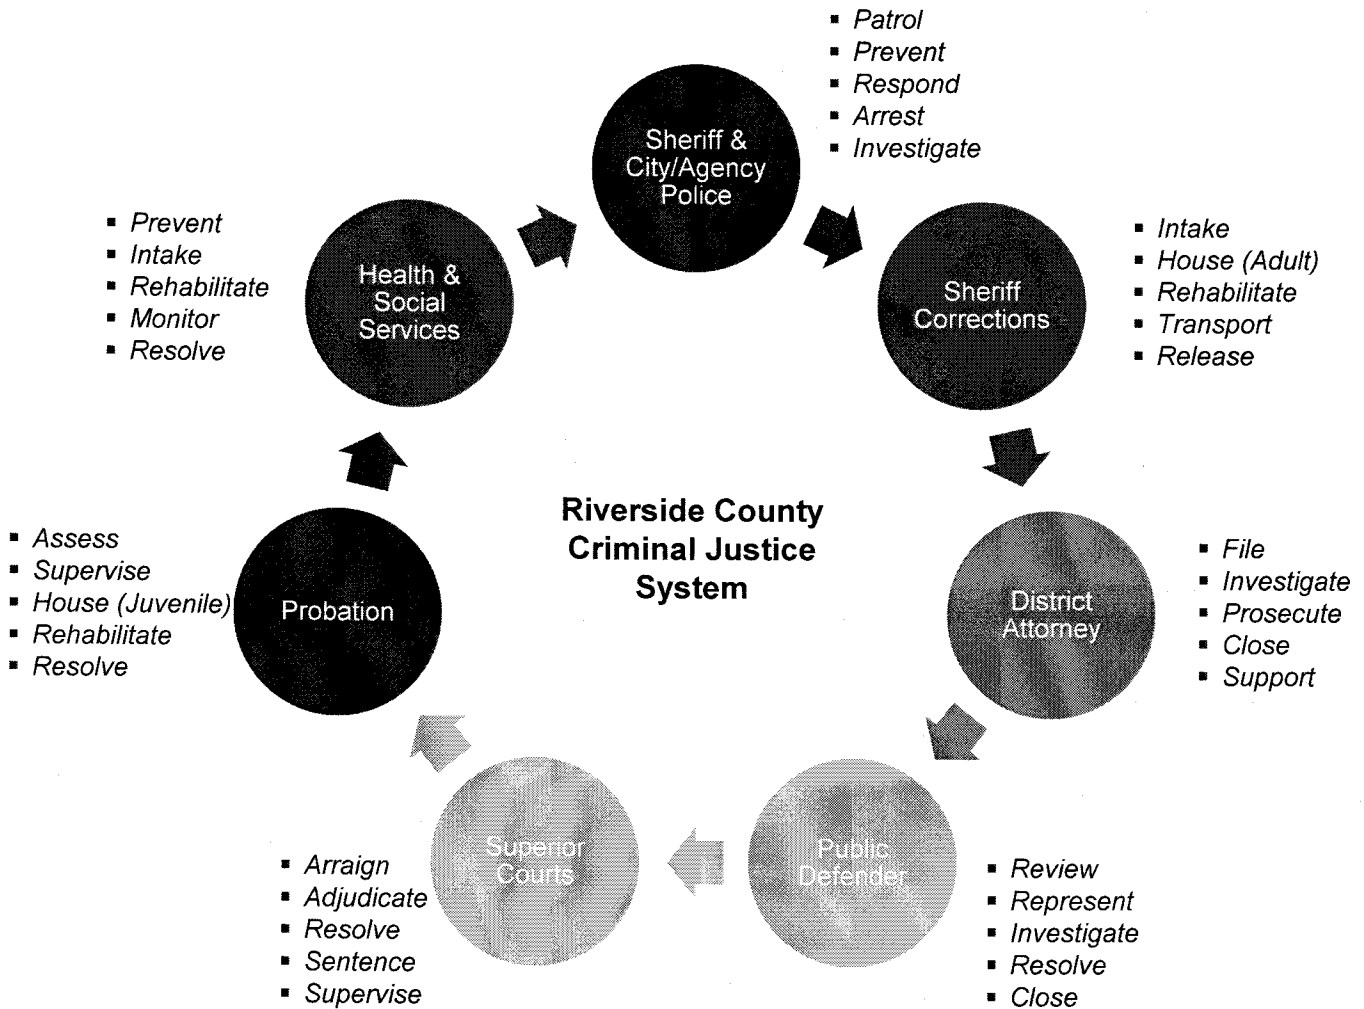 ▪ Patrol
▪ Prevent
▪ Respond
▪ Arrest
▪ Investigate
Sheriff &
City/Agency
Police
▪ Intake
▪ House (Adult)
▪ Rehabilitate
▪ Transport
▪ Release
Sheriff
Corrections
▪ File
▪ Investigate
▪ Prosecute
▪ Close
▪ Support
District
Attorney
▪ Review
▪ Represent
▪ Investigate
▪ Resolve
▪ Close
Public
Defender
▪ Arraign
▪ Adjudicate
▪ Resolve
▪ Sentence
▪ Supervise
Superior
Courts
▪ Assess
▪ Supervise
▪ House (Juvenile)
▪ Rehabilitate
▪ Resolve
Probation
▪ Prevent
▪ Intake
▪ Rehabilitate
▪ Monitor
▪ Resolve
Health &
Social
Services
Riverside County
Criminal Justice
System